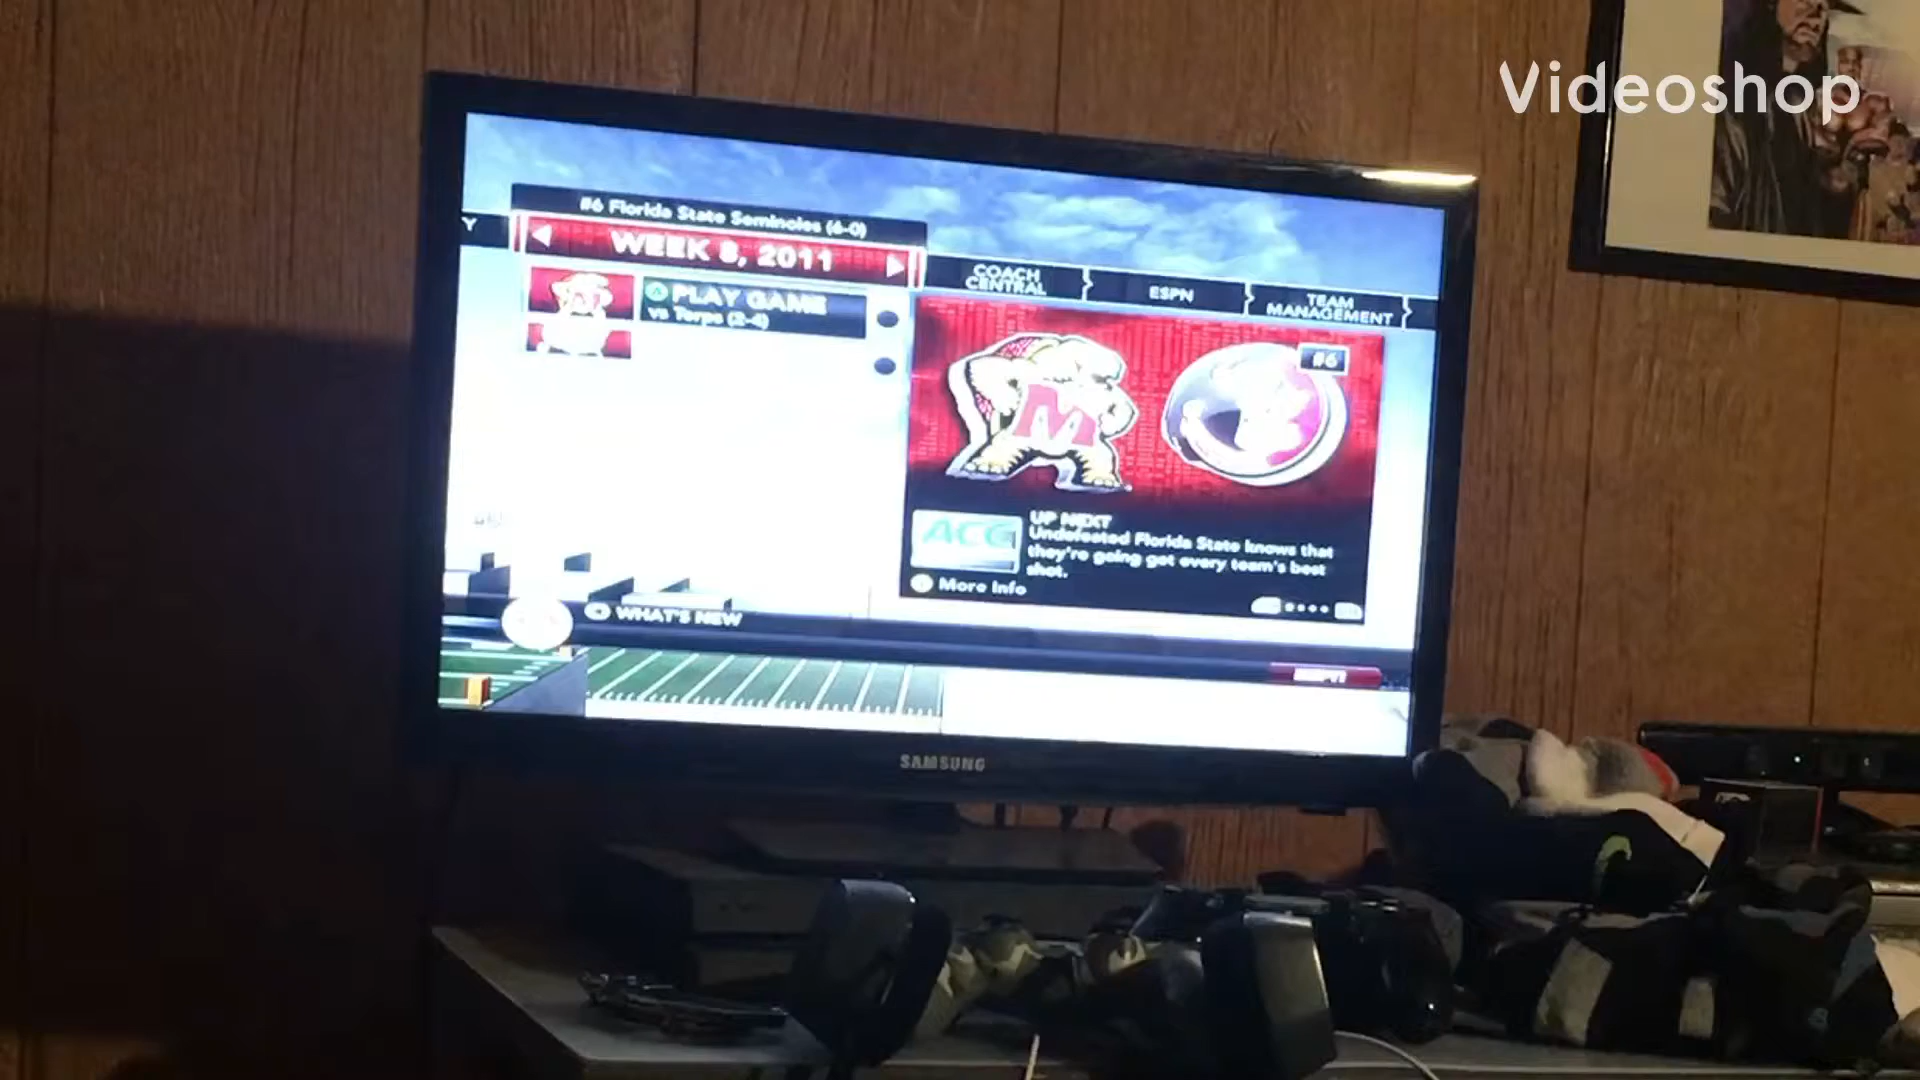 Videoshop
#6 Florida State Seminoles (6-0)
Y
WEEK 8, 2011
COACH
CENTRAL
ESPN
TEAM
MANAGEMENT
PLAY GAME
vs Terps (2-4)
#6
M
ACC
UP NEXT
Undefeated Florida State knows that
they're going get every team's best
shot.
More Info
WHAT'S NEW
ESPN
SAMSUNG